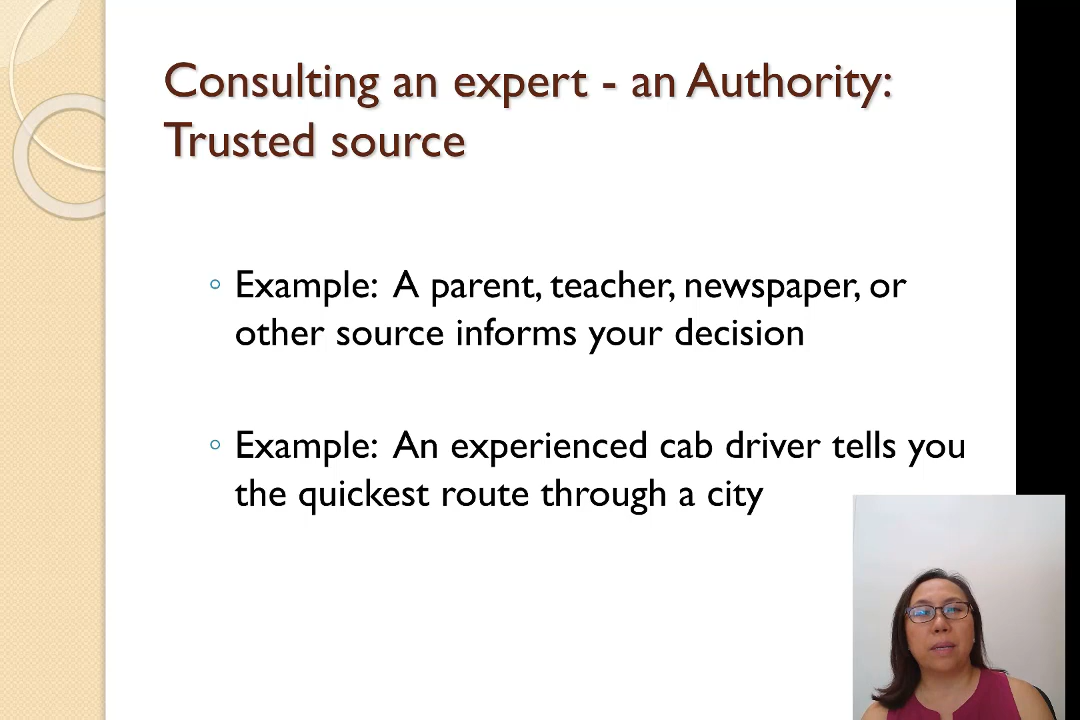 Consulting an expert - an Authority:
Trusted source
Example: A parent, teacher, newspaper, or
other source informs your decision
Example: An experienced cab driver tells you
the quickest route through a city